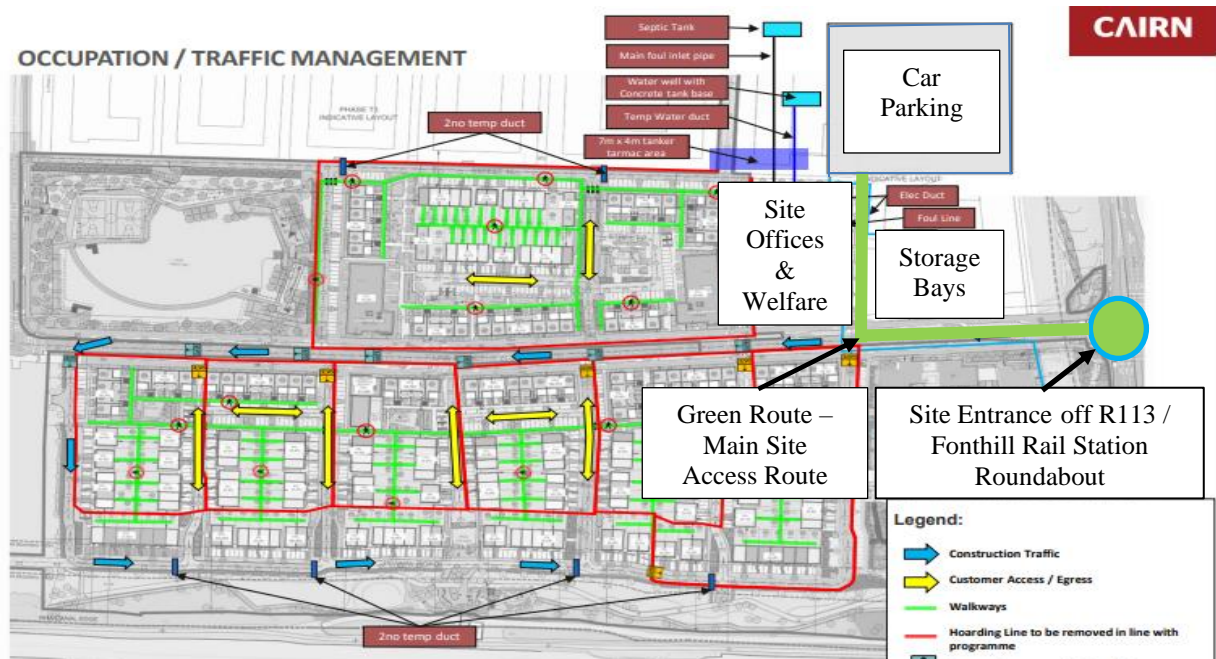 CAIRN
OCCUPATION / TRAFFIC MANAGEMENT
Septic Tank
Main foul inlet pipe
Water well with
Concrete tank base
Temp Water duct
7m x 4m tanker
tarmac area
2no temp duct
PHASE T3
INDICATIVE LAYOUT
Car
Parking
INDICATIVE LAYOUT
Elec Duct
Foul Line
Site
Offices
&
Welfare
Storage
Bays
Green Route –
Main Site
Access Route
Site Entrance off R113 /
Fonthill Rail Station
Roundabout
2no temp duct
Legend:
Construction Traffic
Customer Access / Egress
Walkways
Hoarding Line to be removed in line with
programme